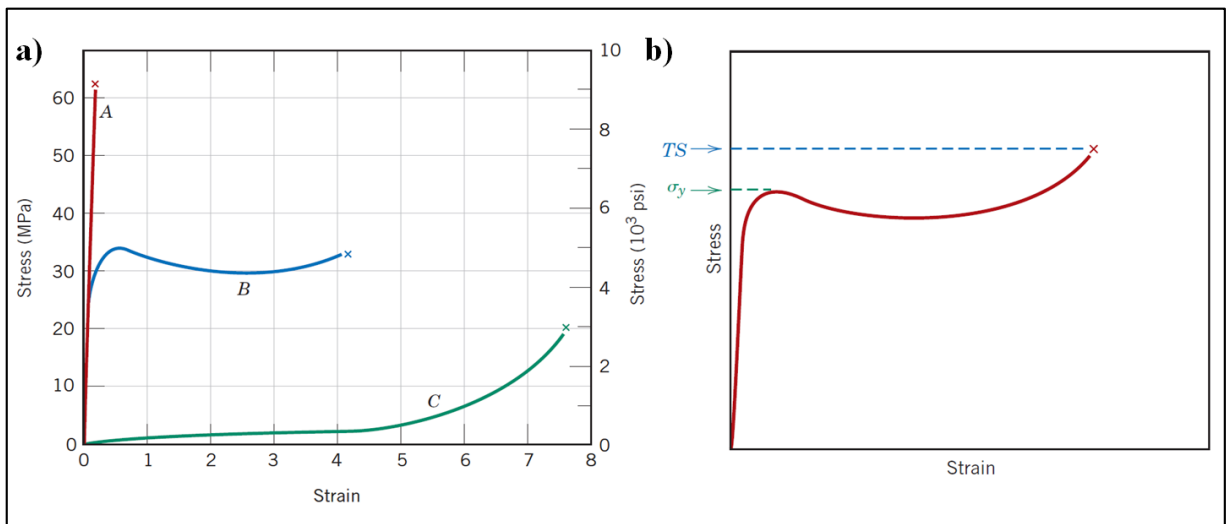 a)
60
50
40
30
20
10
0
Stress (MPa)
A
B
C
0 1 2 3 4 5 6 7 8
Strain
10
8
6
4
2
0
Stress (10³ psi)
b)
TS
σy
Stress
Strain